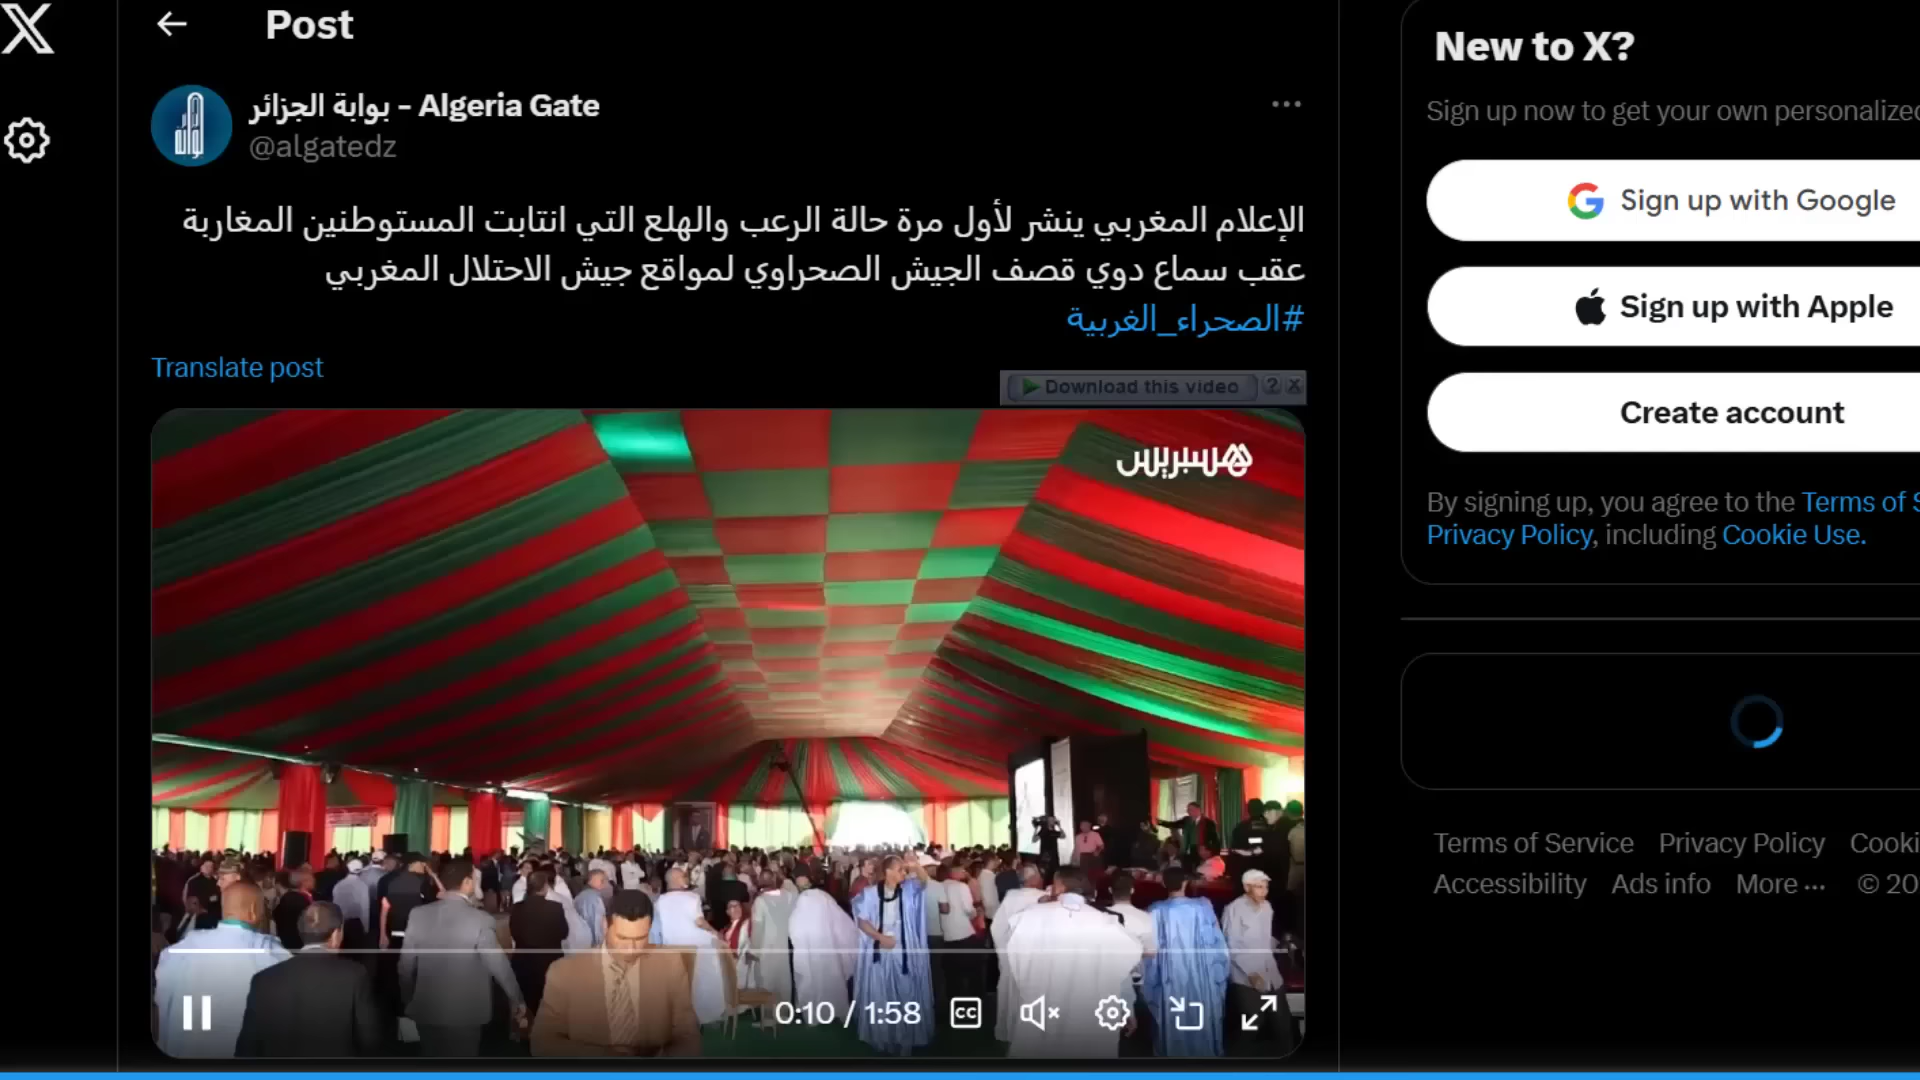 Post
بوابة الجزائر - Algeria Gate
@algatedz
الإعلام المغربي ينشر لأول مرة حالة الرعب والهلع التي انتابت المستوطنين المغاربة
عقب سماع دوي قصف الجيش الصحراوي لمواقع جيش الاحتلال المغربي
#الصحراء_الغربية
Translate post
Download this video
هسبريس
0:10 / 1:58
CC
New to X?
Sign up now to get your own personalized
Sign up with Google
Sign up with Apple
Create account
By signing up, you agree to the Terms of S
Privacy Policy, including Cookie Use.
Terms of Service Privacy Policy Cooki
Accessibility Ads info More ... © 20